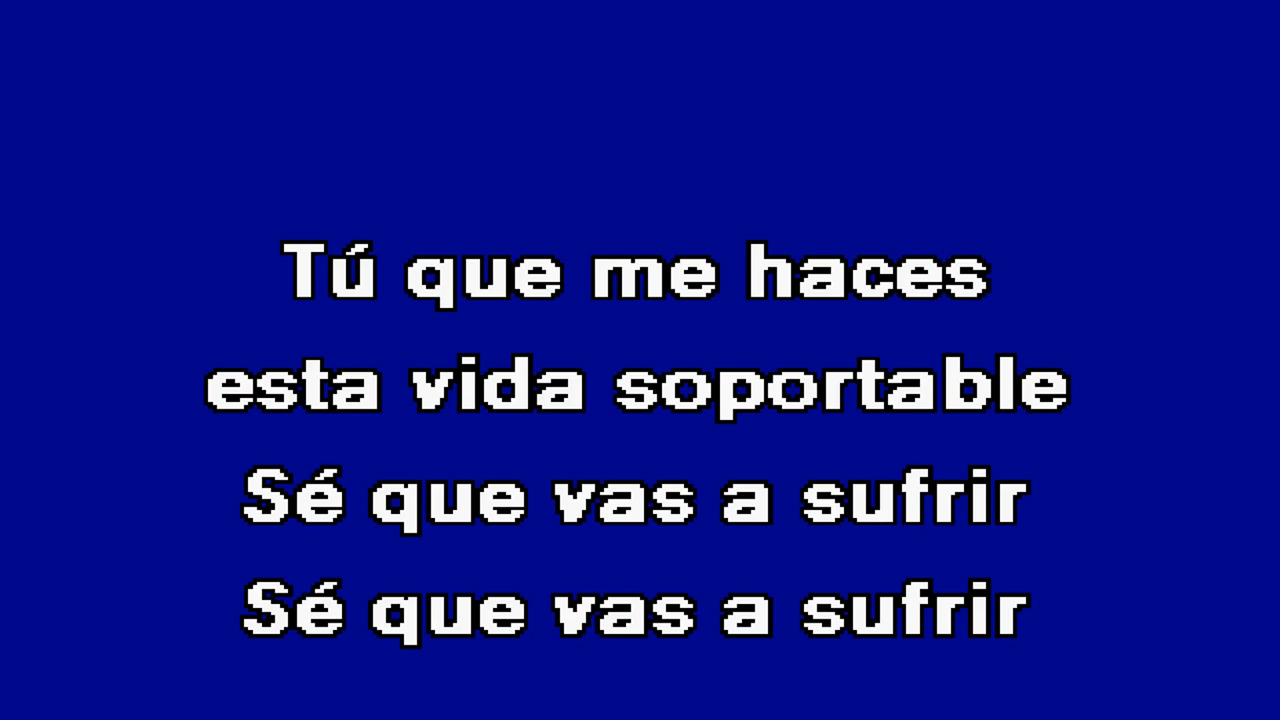 Tú que me haces
esta vida soportable
Sé que vas a sufrir
Sé que vas a sufrir